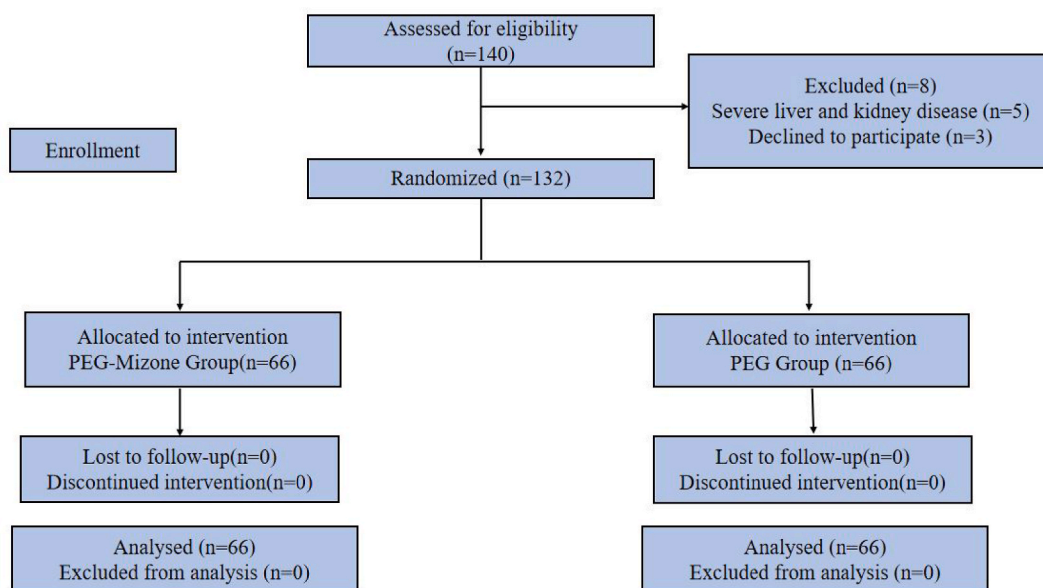 Assessed for eligibility
(n=140)
Excluded (n=8)
Severe liver and kidney disease (n=5)
Declined to participate (n=3)
Enrollment
Randomized (n=132)
Allocated to intervention
PEG-Mizone Group(n=66)
Allocated to intervention
PEG Group (n=66)
Lost to follow-up(n=0)
Discontinued intervention(n=0)
Lost to follow-up(n=0)
Discontinued intervention(n=0)
Analysed (n=66)
Excluded from analysis (n=0)
Analysed (n=66)
Excluded from analysis (n=0)